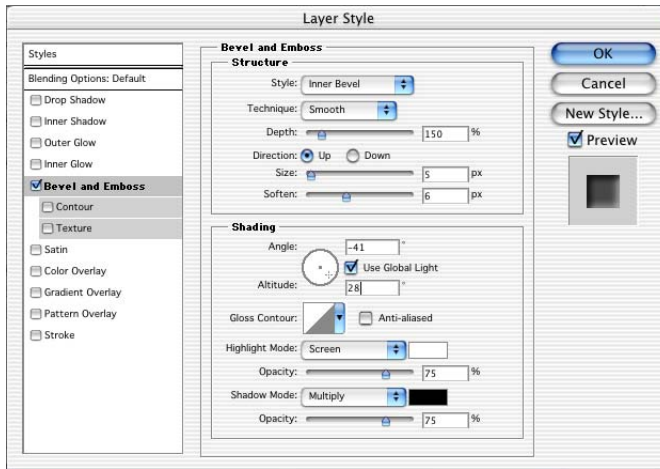 Layer Style
Styles
Blending Options: Default
Drop Shadow
Inner Shadow
Outer Glow
Inner Glow
Bevel and Emboss
Contour
Texture
Satin
Color Overlay
Gradient Overlay
Pattern Overlay
Stroke
Bevel and Emboss
Structure
Style: Inner Bevel
Technique: Smooth
Depth: 150 %
Direction: Up Down
Size: 5 px
Soften: 6 px
Shading
Angle: -41 °
Use Global Light
Altitude: 28 °
Gloss Contour: Anti-aliased
Highlight Mode: Screen
Opacity: 75 %
Shadow Mode: Multiply
Opacity: 75 %
OK
Cancel
New Style...
Preview